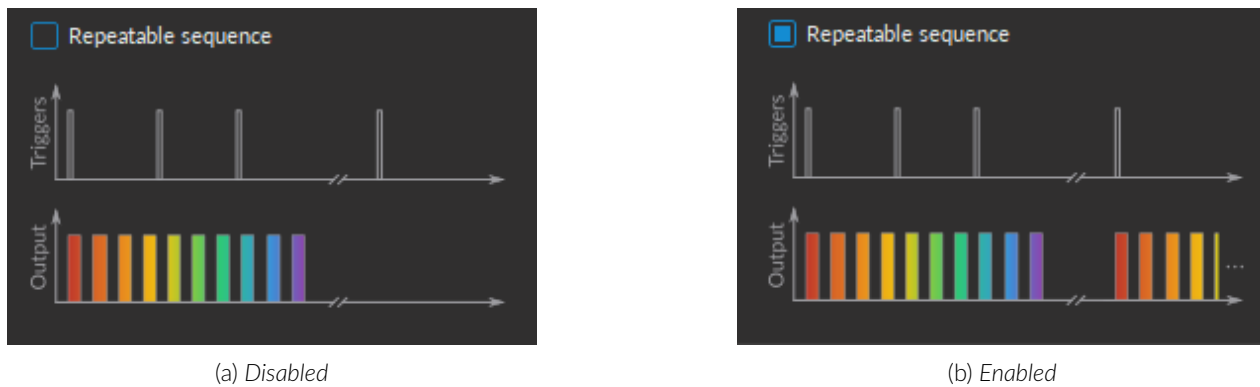 Repeatable sequence
Triggers
Output
(a) Disabled
Repeatable sequence
Triggers
Output
...
(b) Enabled